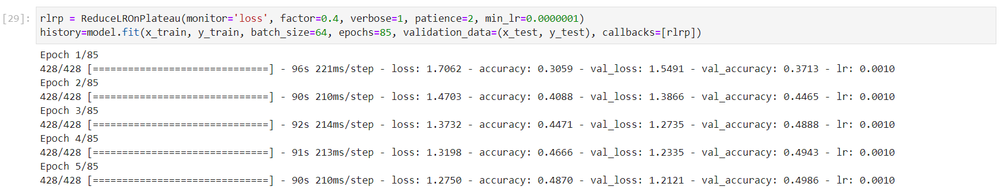 [29]: rlrp = ReduceLROnPlateau(monitor='loss', factor=0.4, verbose=1, patience=2, min_lr=0.0000001)
history=model.fit(x_train, y_train, batch_size=64, epochs=85, validation_data=(x_test, y_test), callbacks=[rlrp])
Epoch 1/85
428/428 [==============================] - 96s 221ms/step - loss: 1.7062 - accuracy: 0.3059 - val_loss: 1.5491 - val_accuracy: 0.3713 - lr: 0.0010
Epoch 2/85
428/428 [==============================] - 90s 210ms/step - loss: 1.4703 - accuracy: 0.4088 - val_loss: 1.3866 - val_accuracy: 0.4465 - lr: 0.0010
Epoch 3/85
428/428 [==============================] - 92s 214ms/step - loss: 1.3732 - accuracy: 0.4471 - val_loss: 1.2735 - val_accuracy: 0.4888 - lr: 0.0010
Epoch 4/85
428/428 [==============================] - 91s 213ms/step - loss: 1.3198 - accuracy: 0.4666 - val_loss: 1.2335 - val_accuracy: 0.4943 - lr: 0.0010
Epoch 5/85
428/428 [==============================] - 90s 210ms/step - loss: 1.2750 - accuracy: 0.4870 - val_loss: 1.2121 - val_accuracy: 0.4986 - lr: 0.0010